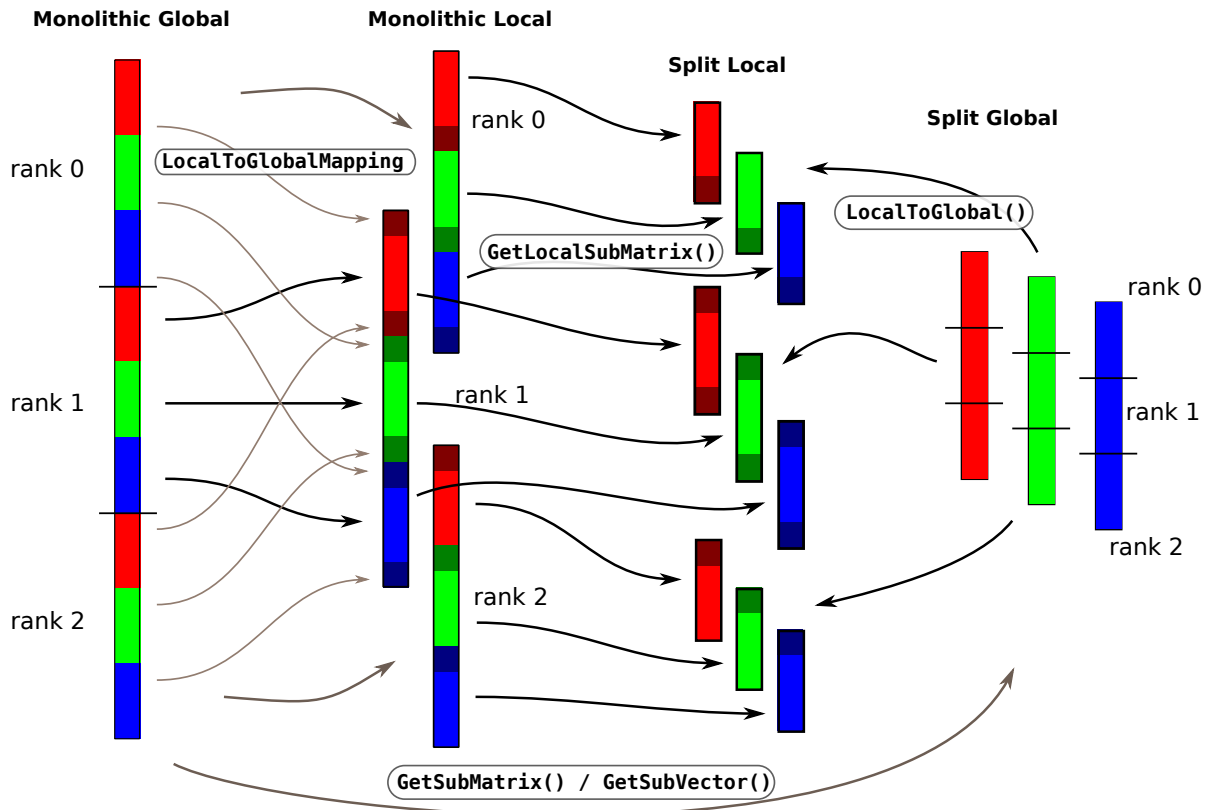 Monolithic Global
Monolithic Local
Split Local
Split Global
rank 0
LocalToGlobalMapping
rank 0
LocalToGlobal()
GetLocalSubMatrix()
rank 0
rank 1
rank 1
rank 1
rank 2
rank 2
rank 2
GetSubMatrix() / GetSubVector()